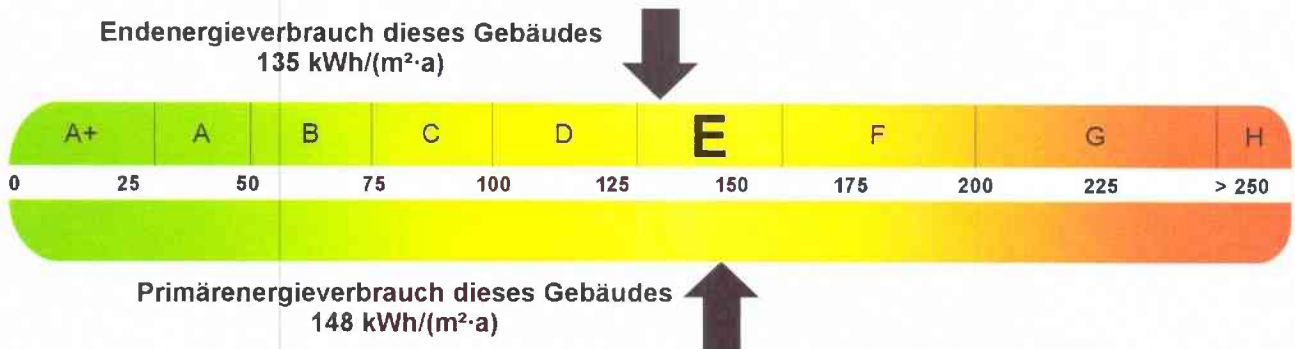 Endenergieverbrauch dieses Gebäudes
135 kWh/(m²·a)
A+ A B C D E F G H
0 25 50 75 100 125 150 175 200 225 > 250
Primärenergieverbrauch dieses Gebäudes
148 kWh/(m²·a)